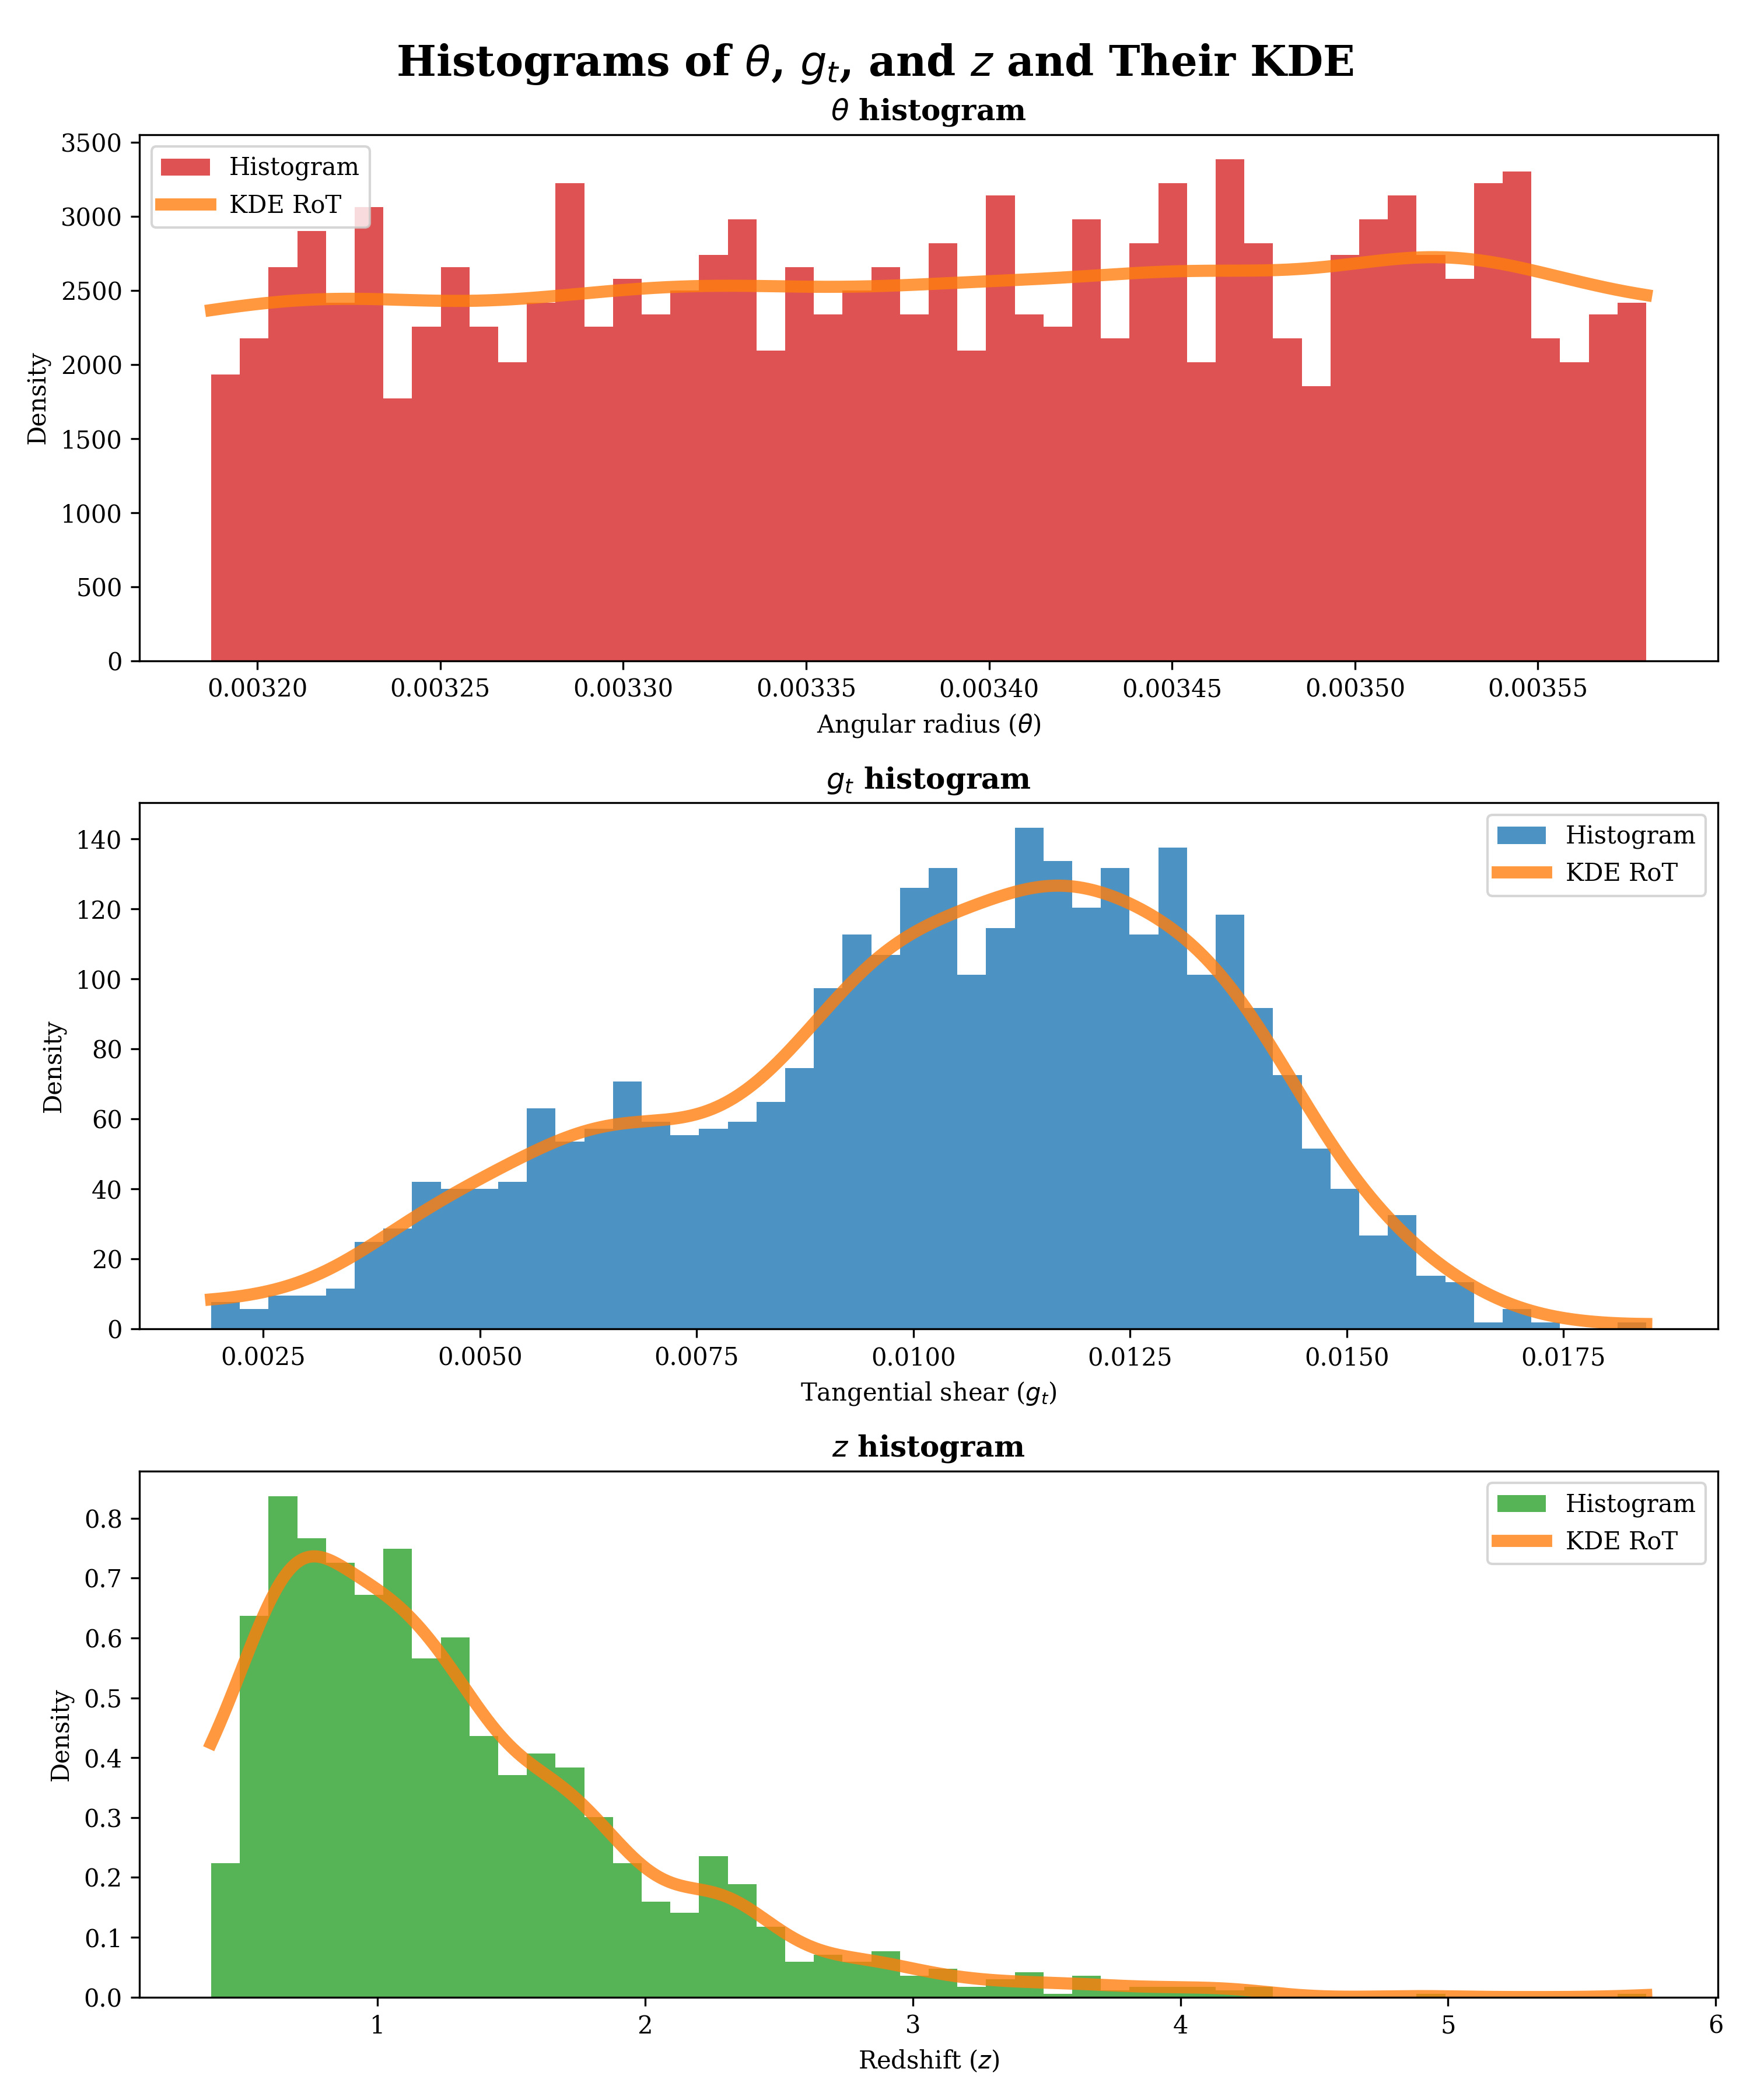 Histograms of θ, g_t, and z and Their KDE
θ histogram
3500
3000
2500
2000
1500
1000
500
0
Density
Histogram
KDE RoT
0.00320 0.00325 0.00330 0.00335 0.00340 0.00345 0.00350 0.00355
Angular radius (θ)
g_t histogram
140
120
100
80
60
40
20
0
Density
Histogram
KDE RoT
0.0025 0.0050 0.0075 0.0100 0.0125 0.0150 0.0175
Tangential shear (g_t)
z histogram
0.8
0.7
0.6
0.5
0.4
0.3
0.2
0.1
0.0
Density
Histogram
KDE RoT
1 2 3 4 5 6
Redshift (z)